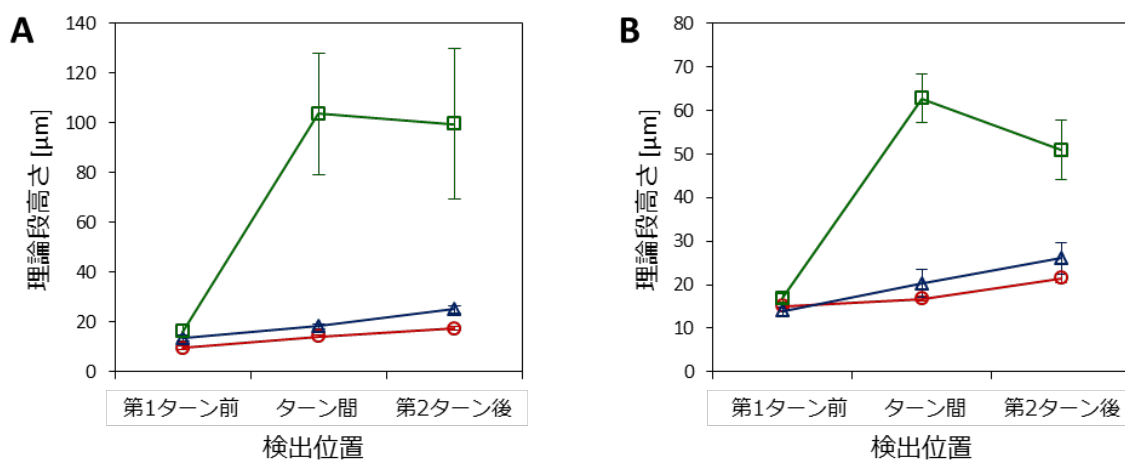 A
理論段高さ [µm]
140
120
100
80
60
40
20
0
第1ターン前 ターン間 第2ターン後
検出位置
B
理論段高さ [µm]
80
70
60
50
40
30
20
10
0
第1ターン前 ターン間 第2ターン後
検出位置